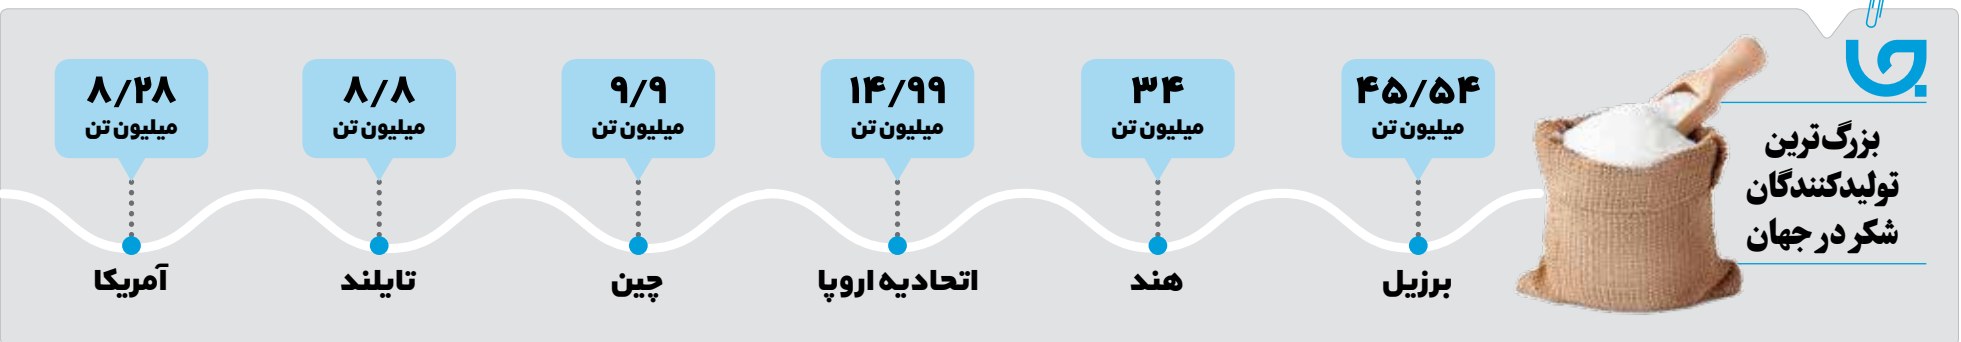 بزرگ‌ترین
تولیدکنندگان
شکر در جهان
۴۵/۵۴
میلیون تن
برزیل
۳۴
میلیون تن
هند
۱۴/۹۹
میلیون تن
اتحادیه اروپا
۹/۹
میلیون تن
چین
۸/۸
میلیون تن
تایلند
۸/۲۸
میلیون تن
آمریکا